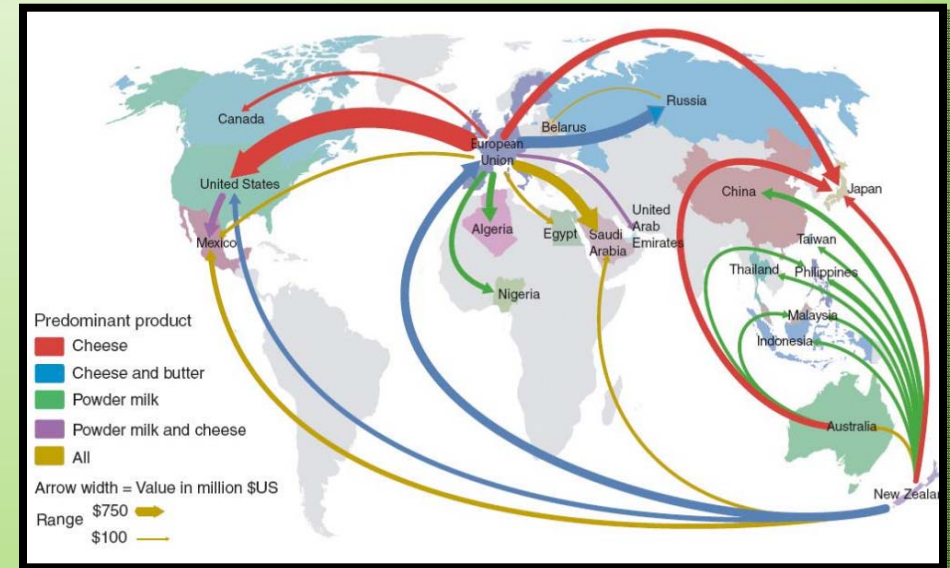 Canada
Russia
Belarus
European
Union
United States
China
Japan
Mexico
Algeria
Egypt
Saudi
Arabia
United
Arab
Emirates
Taiwan
Thailand
Philippines
Nigeria
Malaysia
Indonesia
Australia
New Zealan
Predominant product
Cheese
Cheese and butter
Powder milk
Powder milk and cheese
All
Arrow width = Value in million $US
Range
$750
$100